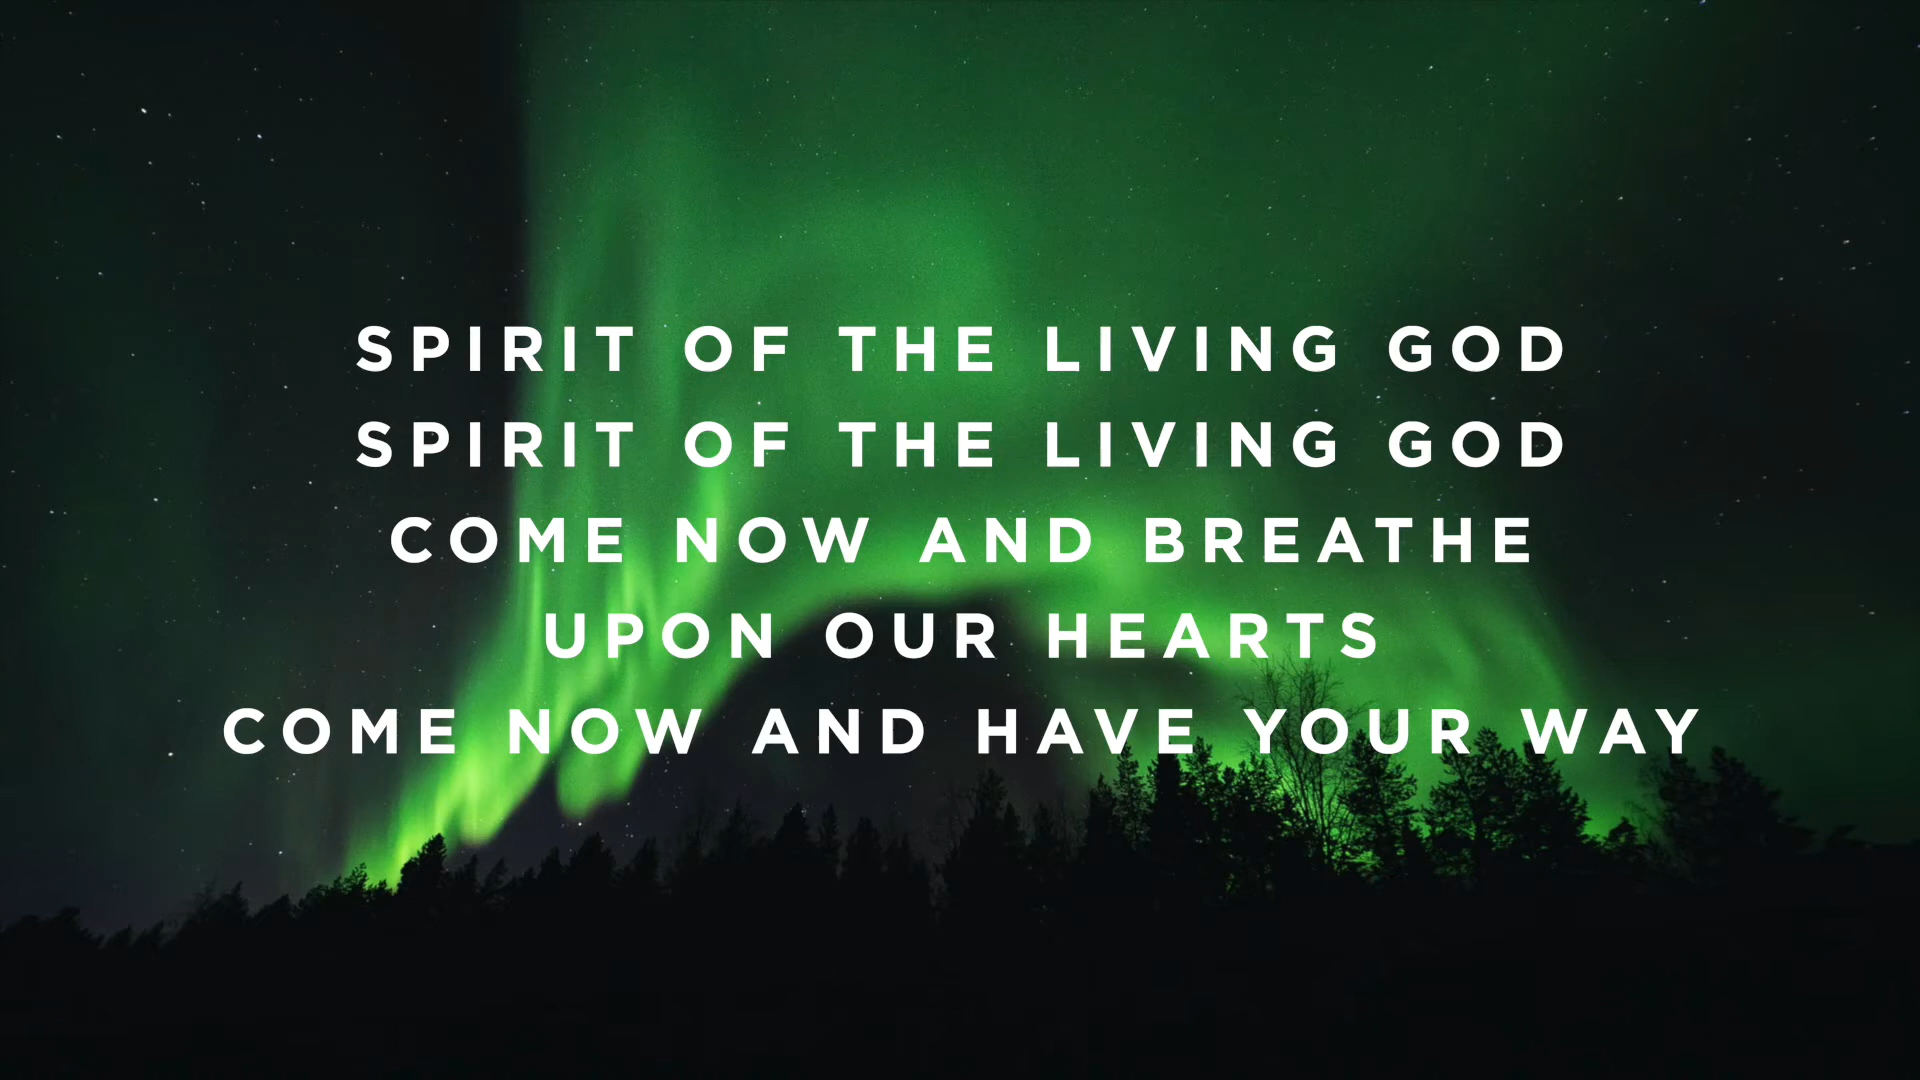 SPIRIT OF THE LIVING GOD
SPIRIT OF THE LIVING GOD
COME NOW AND BREATHE
UPON OUR HEARTS
COME NOW AND HAVE YOUR WAY